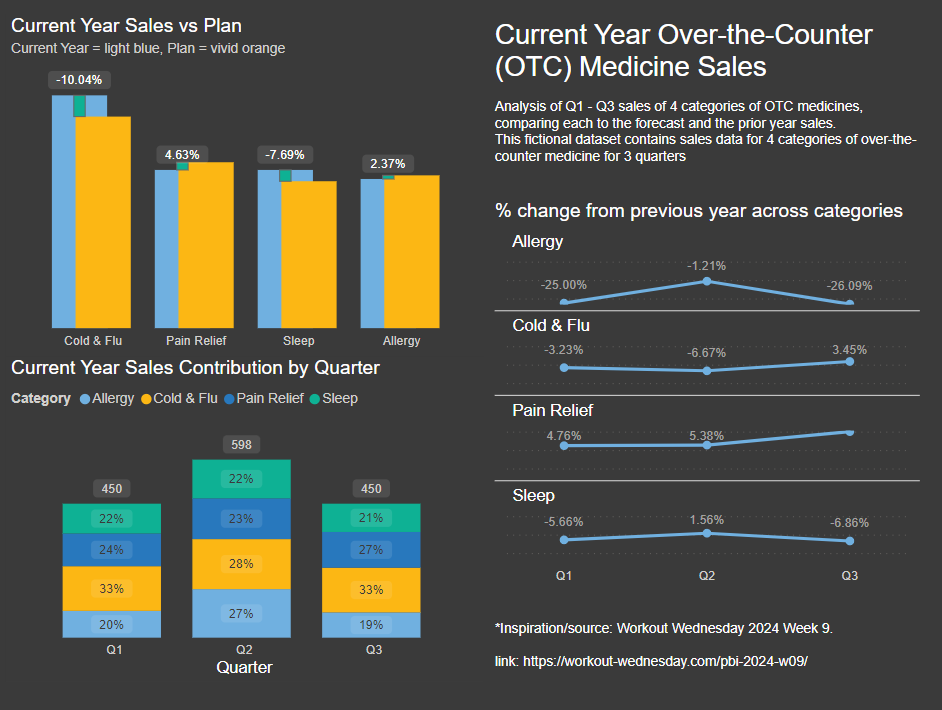 Current Year Sales vs Plan
Current Year = light blue, Plan = vivid orange
-10.04%
4.63%
-7.69%
2.37%
Cold & Flu
Pain Relief
Sleep
Allergy
Current Year Sales Contribution by Quarter
Category Allergy Cold & Flu Pain Relief Sleep
450
598
450
22%
24%
33%
20%
22%
23%
28%
27%
21%
27%
33%
19%
Q1
Q2
Q3
Quarter
Current Year Over-the-Counter
(OTC) Medicine Sales
Analysis of Q1 - Q3 sales of 4 categories of OTC medicines,
comparing each to the forecast and the prior year sales.
This fictional dataset contains sales data for 4 categories of over-the-
counter medicine for 3 quarters
% change from previous year across categories
Allergy
-25.00%
-1.21%
-26.09%
Cold & Flu
-3.23%
-6.67%
3.45%
Pain Relief
4.76%
5.38%
Sleep
-5.66%
1.56%
-6.86%
Q1
Q2
Q3
*Inspiration/source: Workout Wednesday 2024 Week 9.
link: https://workout-wednesday.com/pbi-2024-w09/